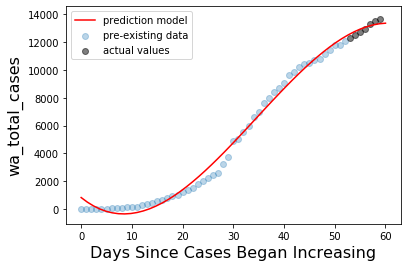 14000
12000
10000
8000
6000
4000
2000
0
wa_total_cases
prediction model
pre-existing data
actual values
0 10 20 30 40 50 60
Days Since Cases Began Increasing